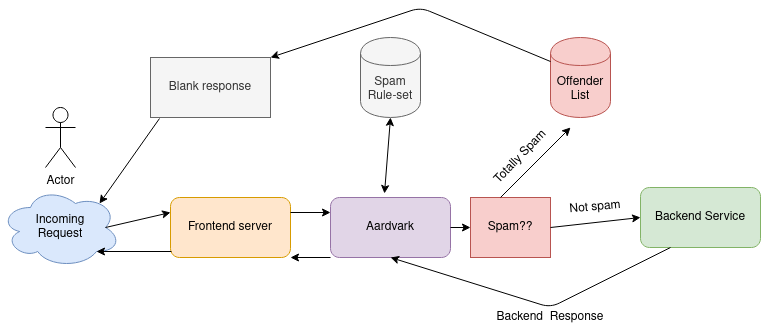 Blank response
Spam
Rule-set
Offender
List
Totally Spam
Actor
Incoming
Request
Frontend server
Aardvark
Spam??
Not spam
Backend Service
Backend  Response